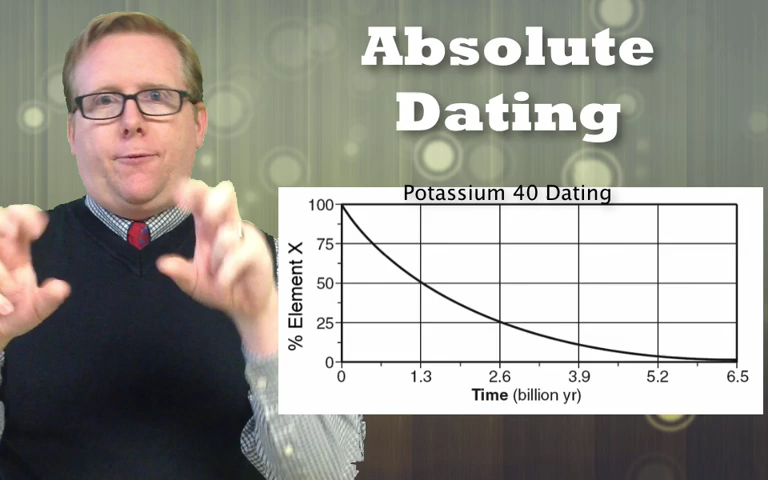 Absolute
Dating
Potassium 40 Dating
100
75
50
25
0
% Element X
0 1.3 2.6 3.9 5.2 6.5
Time (billion yr)